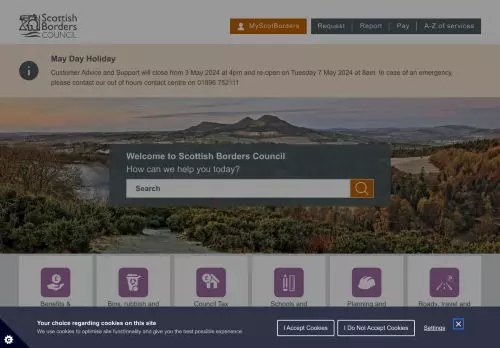 Scottish
Borders
COUNCIL
MyScotBorders
Request
Report
Pay
A-Z of services
May Day Holiday
Customer Advice and Support will close from 3 May 2024 at 4pm and re-open on Tuesday 7 May 2024 at 8am. In case of an emergency,
please contact our out of hours contact centre on 01896 752111
Welcome to Scottish Borders Council
How can we help you today?
Search
Benefits &
Bins, rubbish and
Council Tax
Schools and
Planning and
Roads, travel and
Your choice regarding cookies on this site
We use cookies to optimise site functionality and give you the best possible experience.
I Accept Cookies
I Do Not Accept Cookies
Settings